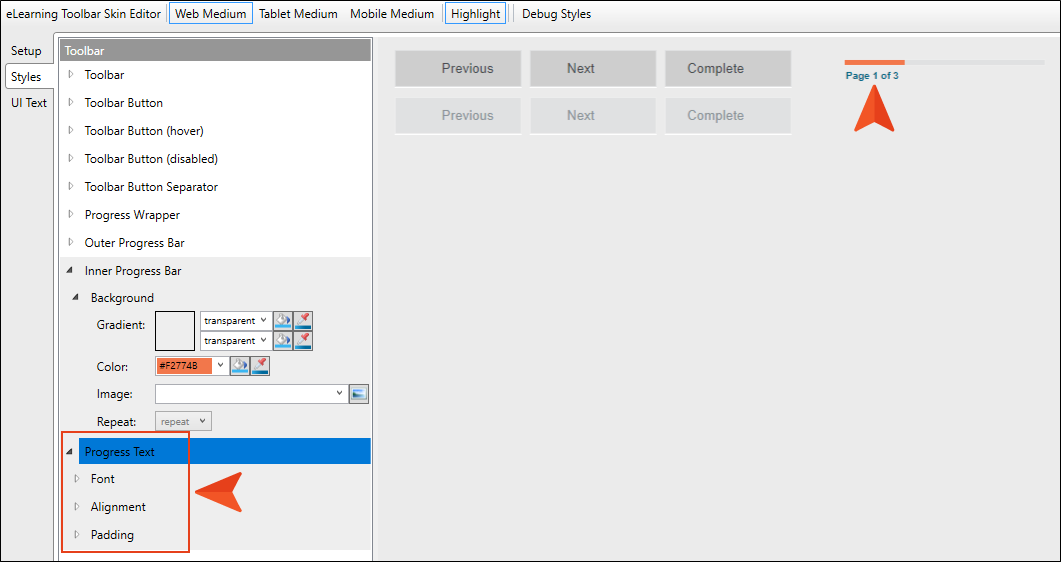 eLearning Toolbar Skin Editor Web Medium Tablet Medium Mobile Medium Highlight Debug Styles
Setup
Styles
UI Text
Toolbar
Toolbar
Toolbar Button
Toolbar Button (hover)
Toolbar Button (disabled)
Toolbar Button Separator
Progress Wrapper
Outer Progress Bar
Inner Progress Bar
Background
Gradient: transparent
transparent
Color: #F2774B
Image:
Repeat: repeat
Progress Text
Font
Alignment
Padding
Previous Next Complete
Previous Next Complete
Page 1 of 3